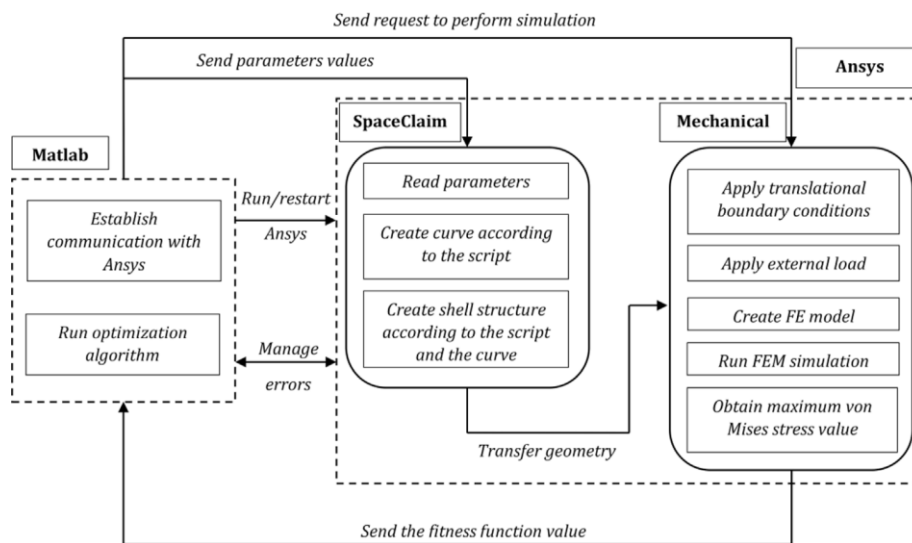 Send request to perform simulation
Send parameters values
Ansys
SpaceClaim
Mechanical
Matlab
Read parameters
Apply translational
boundary conditions
Establish
communication with
Ansys
Run/restart
Ansys
Create curve according
to the script
Apply external load
Create shell structure
according to the script
and the curve
Create FE model
Run optimization
algorithm
Manage
errors
Run FEM simulation
Obtain maximum von
Mises stress value
Transfer geometry
Send the fitness function value